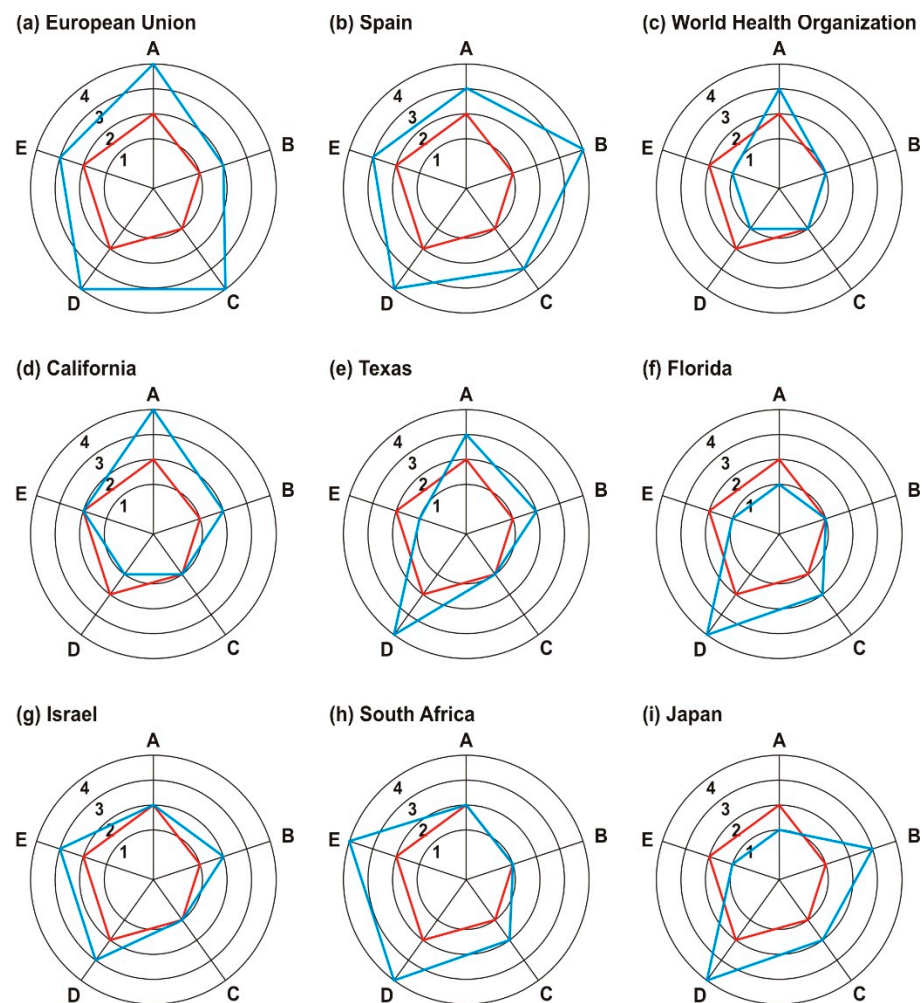 (a) European Union
A
4
3
2
1
E
B
D
C
(b) Spain
A
4
3
2
1
E
B
D
C
(c) World Health Organization
A
4
3
2
1
E
B
D
C
(d) California
A
4
3
2
1
E
B
D
C
(e) Texas
A
4
3
2
1
E
B
D
C
(f) Florida
A
4
3
2
1
E
B
D
C
(g) Israel
A
4
3
2
1
E
B
D
C
(h) South Africa
A
4
3
2
1
E
B
D
C
(i) Japan
A
4
3
2
1
E
B
D
C